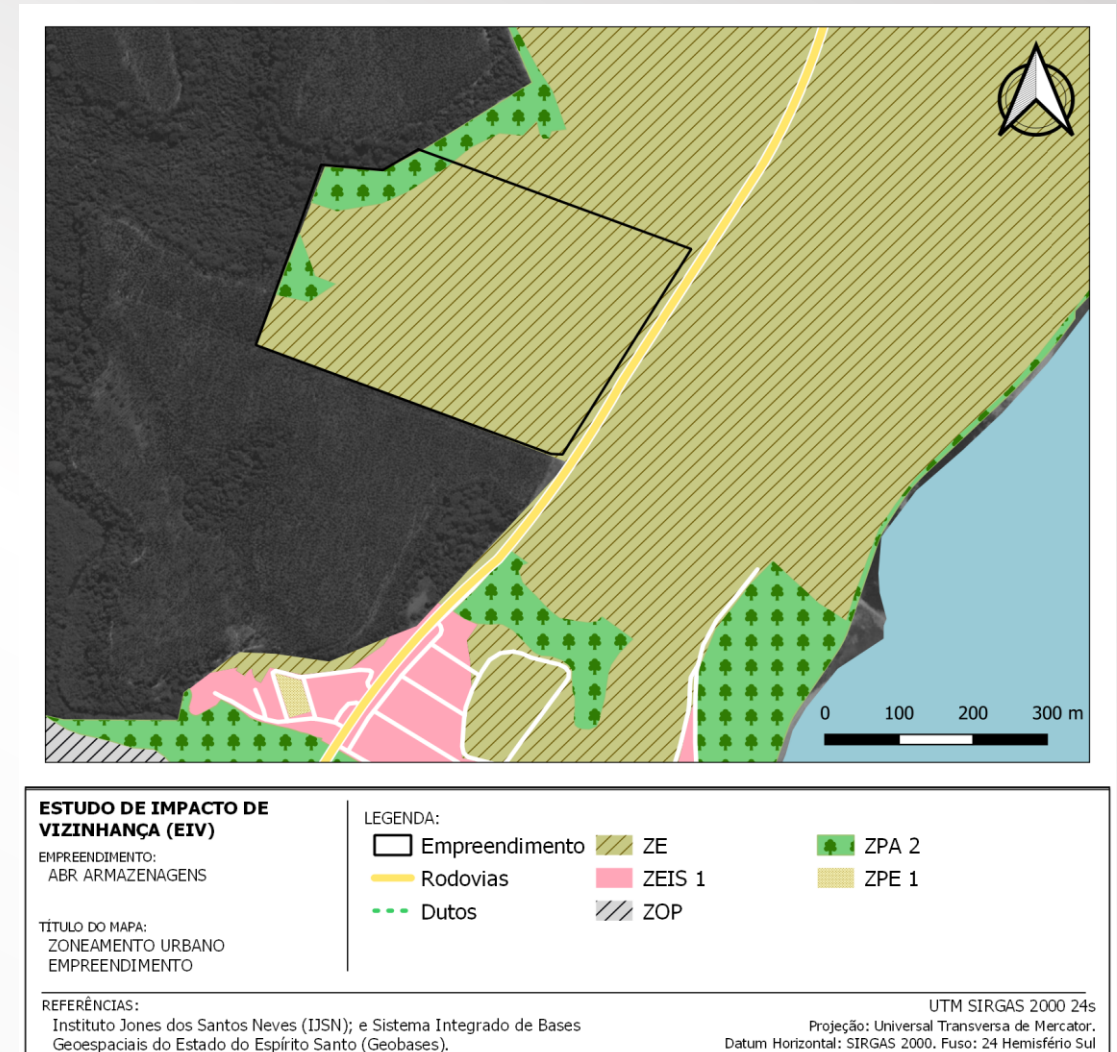 0 100 200 300 m
ESTUDO DE IMPACTO DE
VIZINHANÇA (EIV)
EMPREENDIMENTO:
ABR ARMAZENAGENS
TÍTULO DO MAPA:
ZONEAMENTO URBANO
EMPREENDIMENTO
LEGENDA:
Empreendimento
Rodovias
Dutos
ZE
ZEIS 1
ZOP
ZPA 2
ZPE 1
REFERÊNCIAS:
Instituto Jones dos Santos Neves (IJSN); e Sistema Integrado de Bases
Geoespaciais do Estado do Espírito Santo (Geobases).
UTM SIRGAS 2000 24s
Projeção: Universal Transversa de Mercator.
Datum Horizontal: SIRGAS 2000. Fuso: 24 Hemisfério Sul